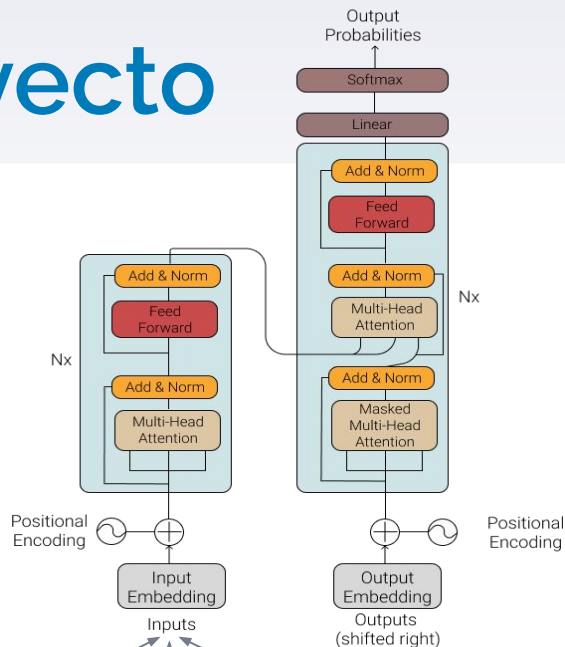 yecto
Output
Probabilities
Softmax
Linear
Add & Norm
Feed
Forward
Add & Norm
Multi-Head
Attention
Nx
Add & Norm
Masked
Multi-Head
Attention
Add & Norm
Feed
Forward
Nx
Add & Norm
Multi-Head
Attention
Positional
Encoding
Positional
Encoding
Input
Embedding
Output
Embedding
Inputs
Outputs
(shifted right)